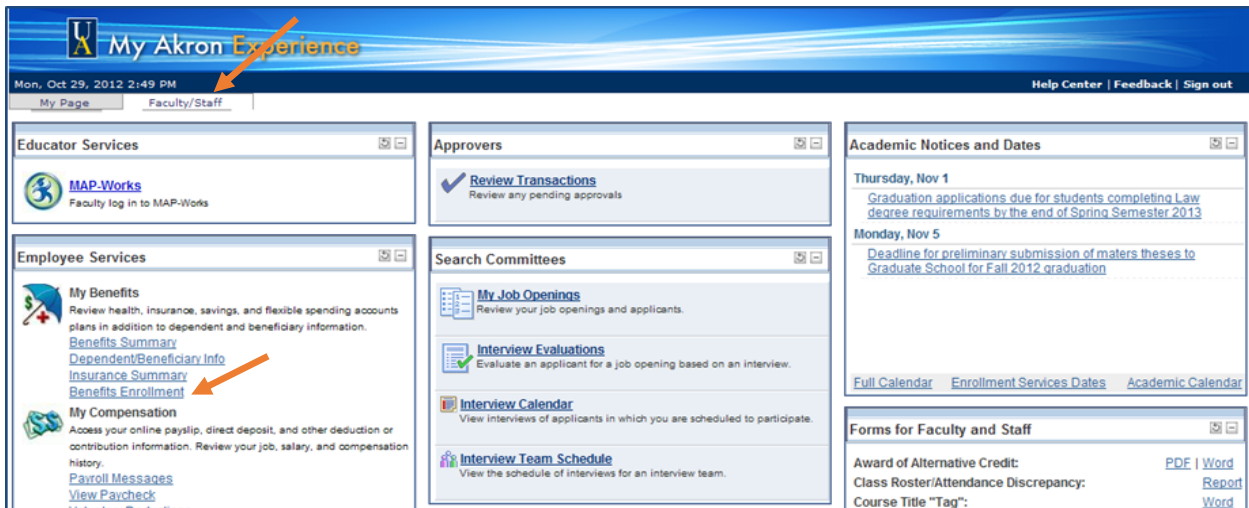 UA My Akron Experience
Mon, Oct 29, 2012 2:49 PM
Help Center | Feedback | Sign out
My Page
Faculty/Staff
Educator Services
MAP-Works
Faculty log in to MAP-Works
Employee Services
My Benefits
Review health, insurance, savings, and flexible spending accounts
plans in addition to dependent and beneficiary information.
Benefits Summary
Dependent/Beneficiary Info
Insurance Summary
Benefits Enrollment
My Compensation
Access your online payslip, direct deposit, and other deduction or
contribution information. Review your job, salary, and compensation
history.
Payroll Messages
View Paycheck
Approvers
Review Transactions
Review any pending approvals
Search Committees
My Job Openings
Review your job openings and applicants.
Interview Evaluations
Evaluate an applicant for a job opening based on an interview.
Interview Calendar
View interviews of applicants in which you are scheduled to participate.
Interview Team Schedule
View the schedule of interviews for an interview team.
Academic Notices and Dates
Thursday, Nov 1
Graduation applications due for students completing Law
degree requirements by the end of Spring Semester 2013
Monday, Nov 5
Deadline for preliminary submission of maters theses to
Graduate School for Fall 2012 graduation
Full Calendar Enrollment Services Dates Academic Calendar
Forms for Faculty and Staff
Award of Alternative Credit: PDF | Word
Class Roster/Attendance Discrepancy: Report
Course Title "Tag": Word